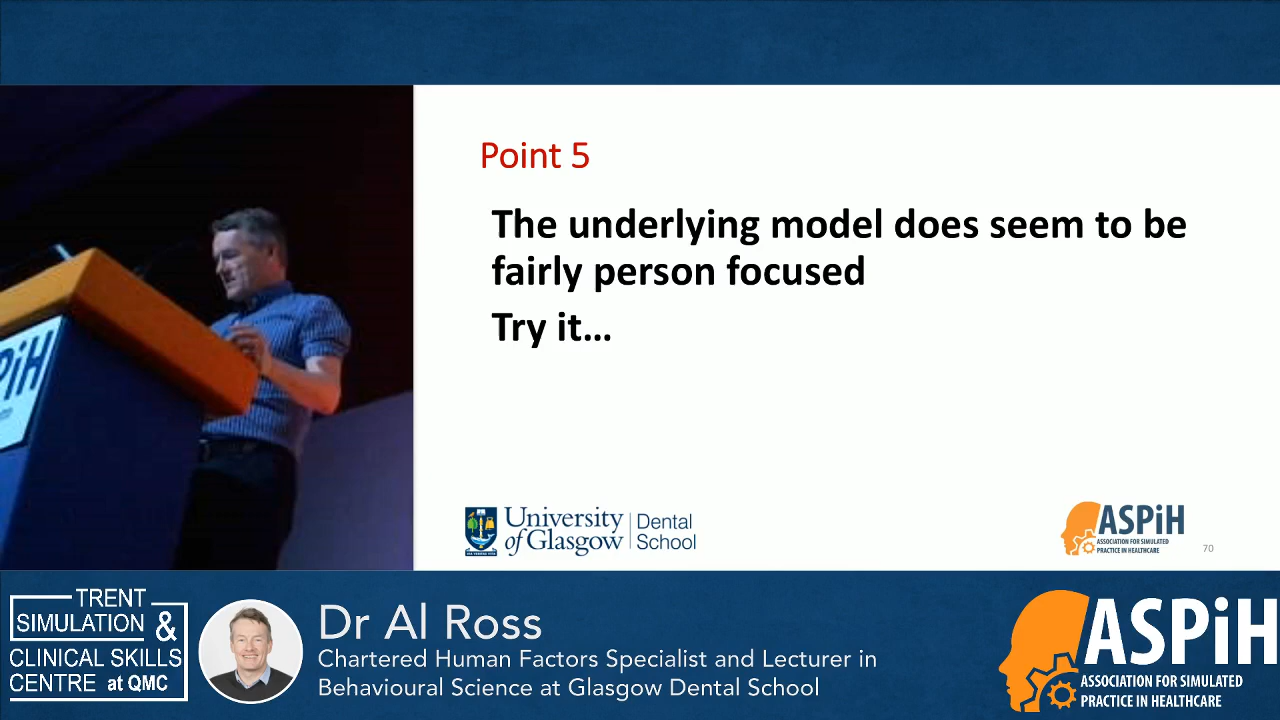 Point 5
The underlying model does seem to be
fairly person focused
Try it...
PiH
University
of Glasgow
Dental
School
ASPiH
ASSOCIATION FOR SIMULATED
PRACTICE IN HEALTHCARE
70
TRENT
SIMULATION &
CLINICAL SKILLS
CENTRE at QMC
Dr Al Ross
Chartered Human Factors Specialist and Lecturer in
Behavioural Science at Glasgow Dental School
ASPiH
ASSOCIATION FOR SIMULATED
PRACTICE IN HEALTHCARE